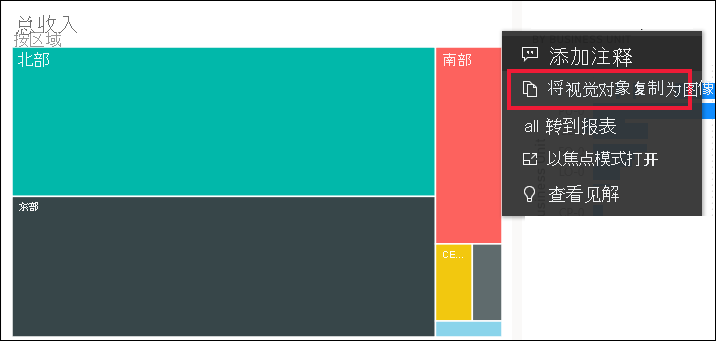 总收入
按区域
北部
南部
东部
CE...
添加注释
将视觉对象复制为图像
all 转到报表
以焦点模式打开
查看见解